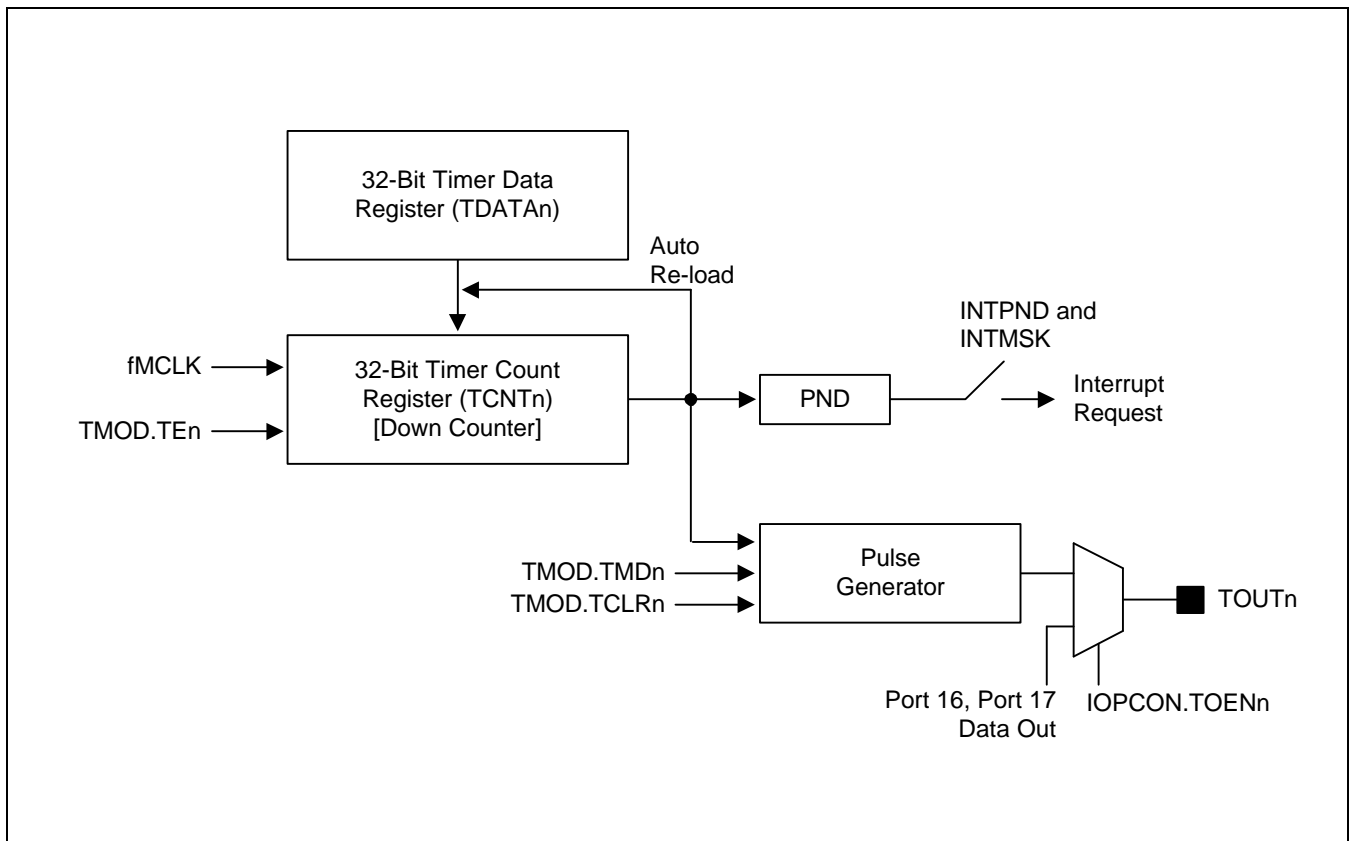 32-Bit Timer Data
Register (TDATAn)
Auto
Re-load
INTPND and
INTMSK
fMCLK
32-Bit Timer Count
Register (TCNTn)
[Down Counter]
TMOD.TEn
PND
Interrupt
Request
Pulse
Generator
TMOD.TMDn
TMOD.TCLRn
TOUTn
Port 16, Port 17
Data Out
IOPCON.TOENn